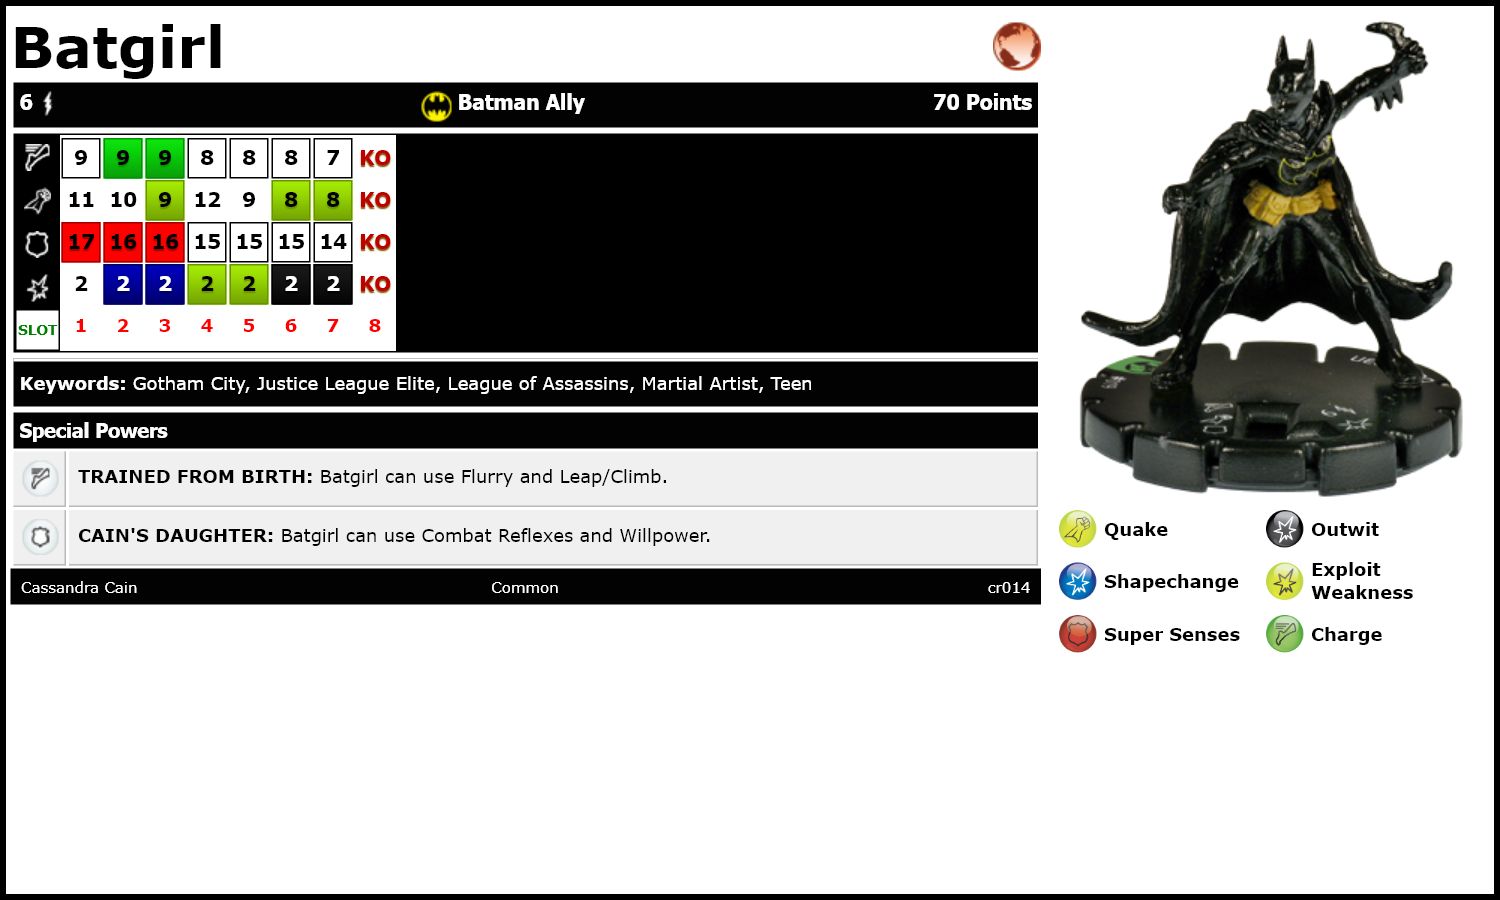 Batgirl
6 Batman Ally 70 Points
9 9 9 8 8 8 7 KO
11 10 9 12 9 8 8 KO
17 16 16 15 15 15 14 KO
2 2 2 2 2 2 2 KO
SLOT 1 2 3 4 5 6 7 8
Keywords: Gotham City, Justice League Elite, League of Assassins, Martial Artist, Teen
Special Powers
TRAINED FROM BIRTH: Batgirl can use Flurry and Leap/Climb.
CAIN'S DAUGHTER: Batgirl can use Combat Reflexes and Willpower.
Cassandra Cain Common cr014
Quake Outwit
Shapechange Exploit
Weakness
Super Senses Charge